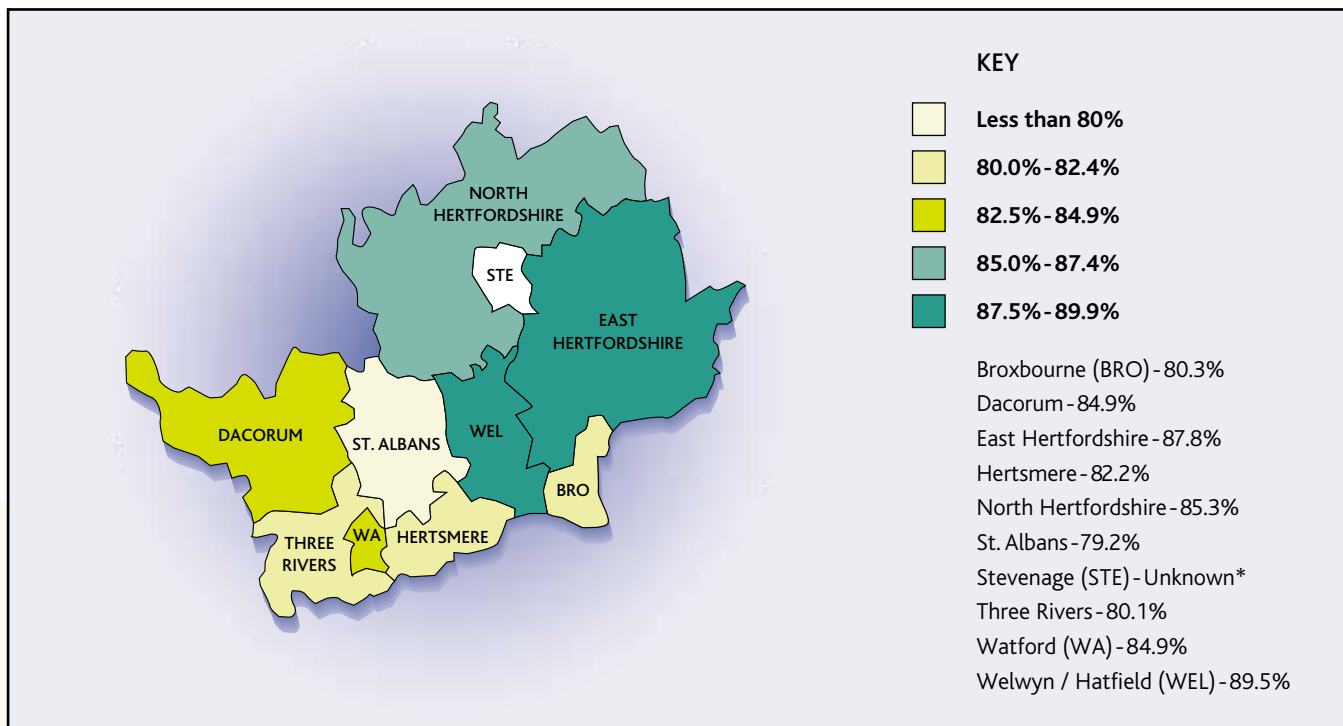 NORTH
HERTFORDSHIRE
STE
EAST
HERTFORDSHIRE
DACORUM
ST. ALBANS
WEL
BRO
THREE
RIVERS
WA
HERTSMERE
KEY
Less than 80%
80.0%-82.4%
82.5%-84.9%
85.0%-87.4%
87.5%-89.9%
Broxbourne (BRO)-80.3%
Dacorum-84.9%
East Hertfordshire-87.8%
Hertsmere-82.2%
North Hertfordshire-85.3%
St. Albans-79.2%
Stevenage (STE)-Unknown*
Three Rivers-80.1%
Watford (WA)-84.9%
Welwyn / Hatfield (WEL)-89.5%